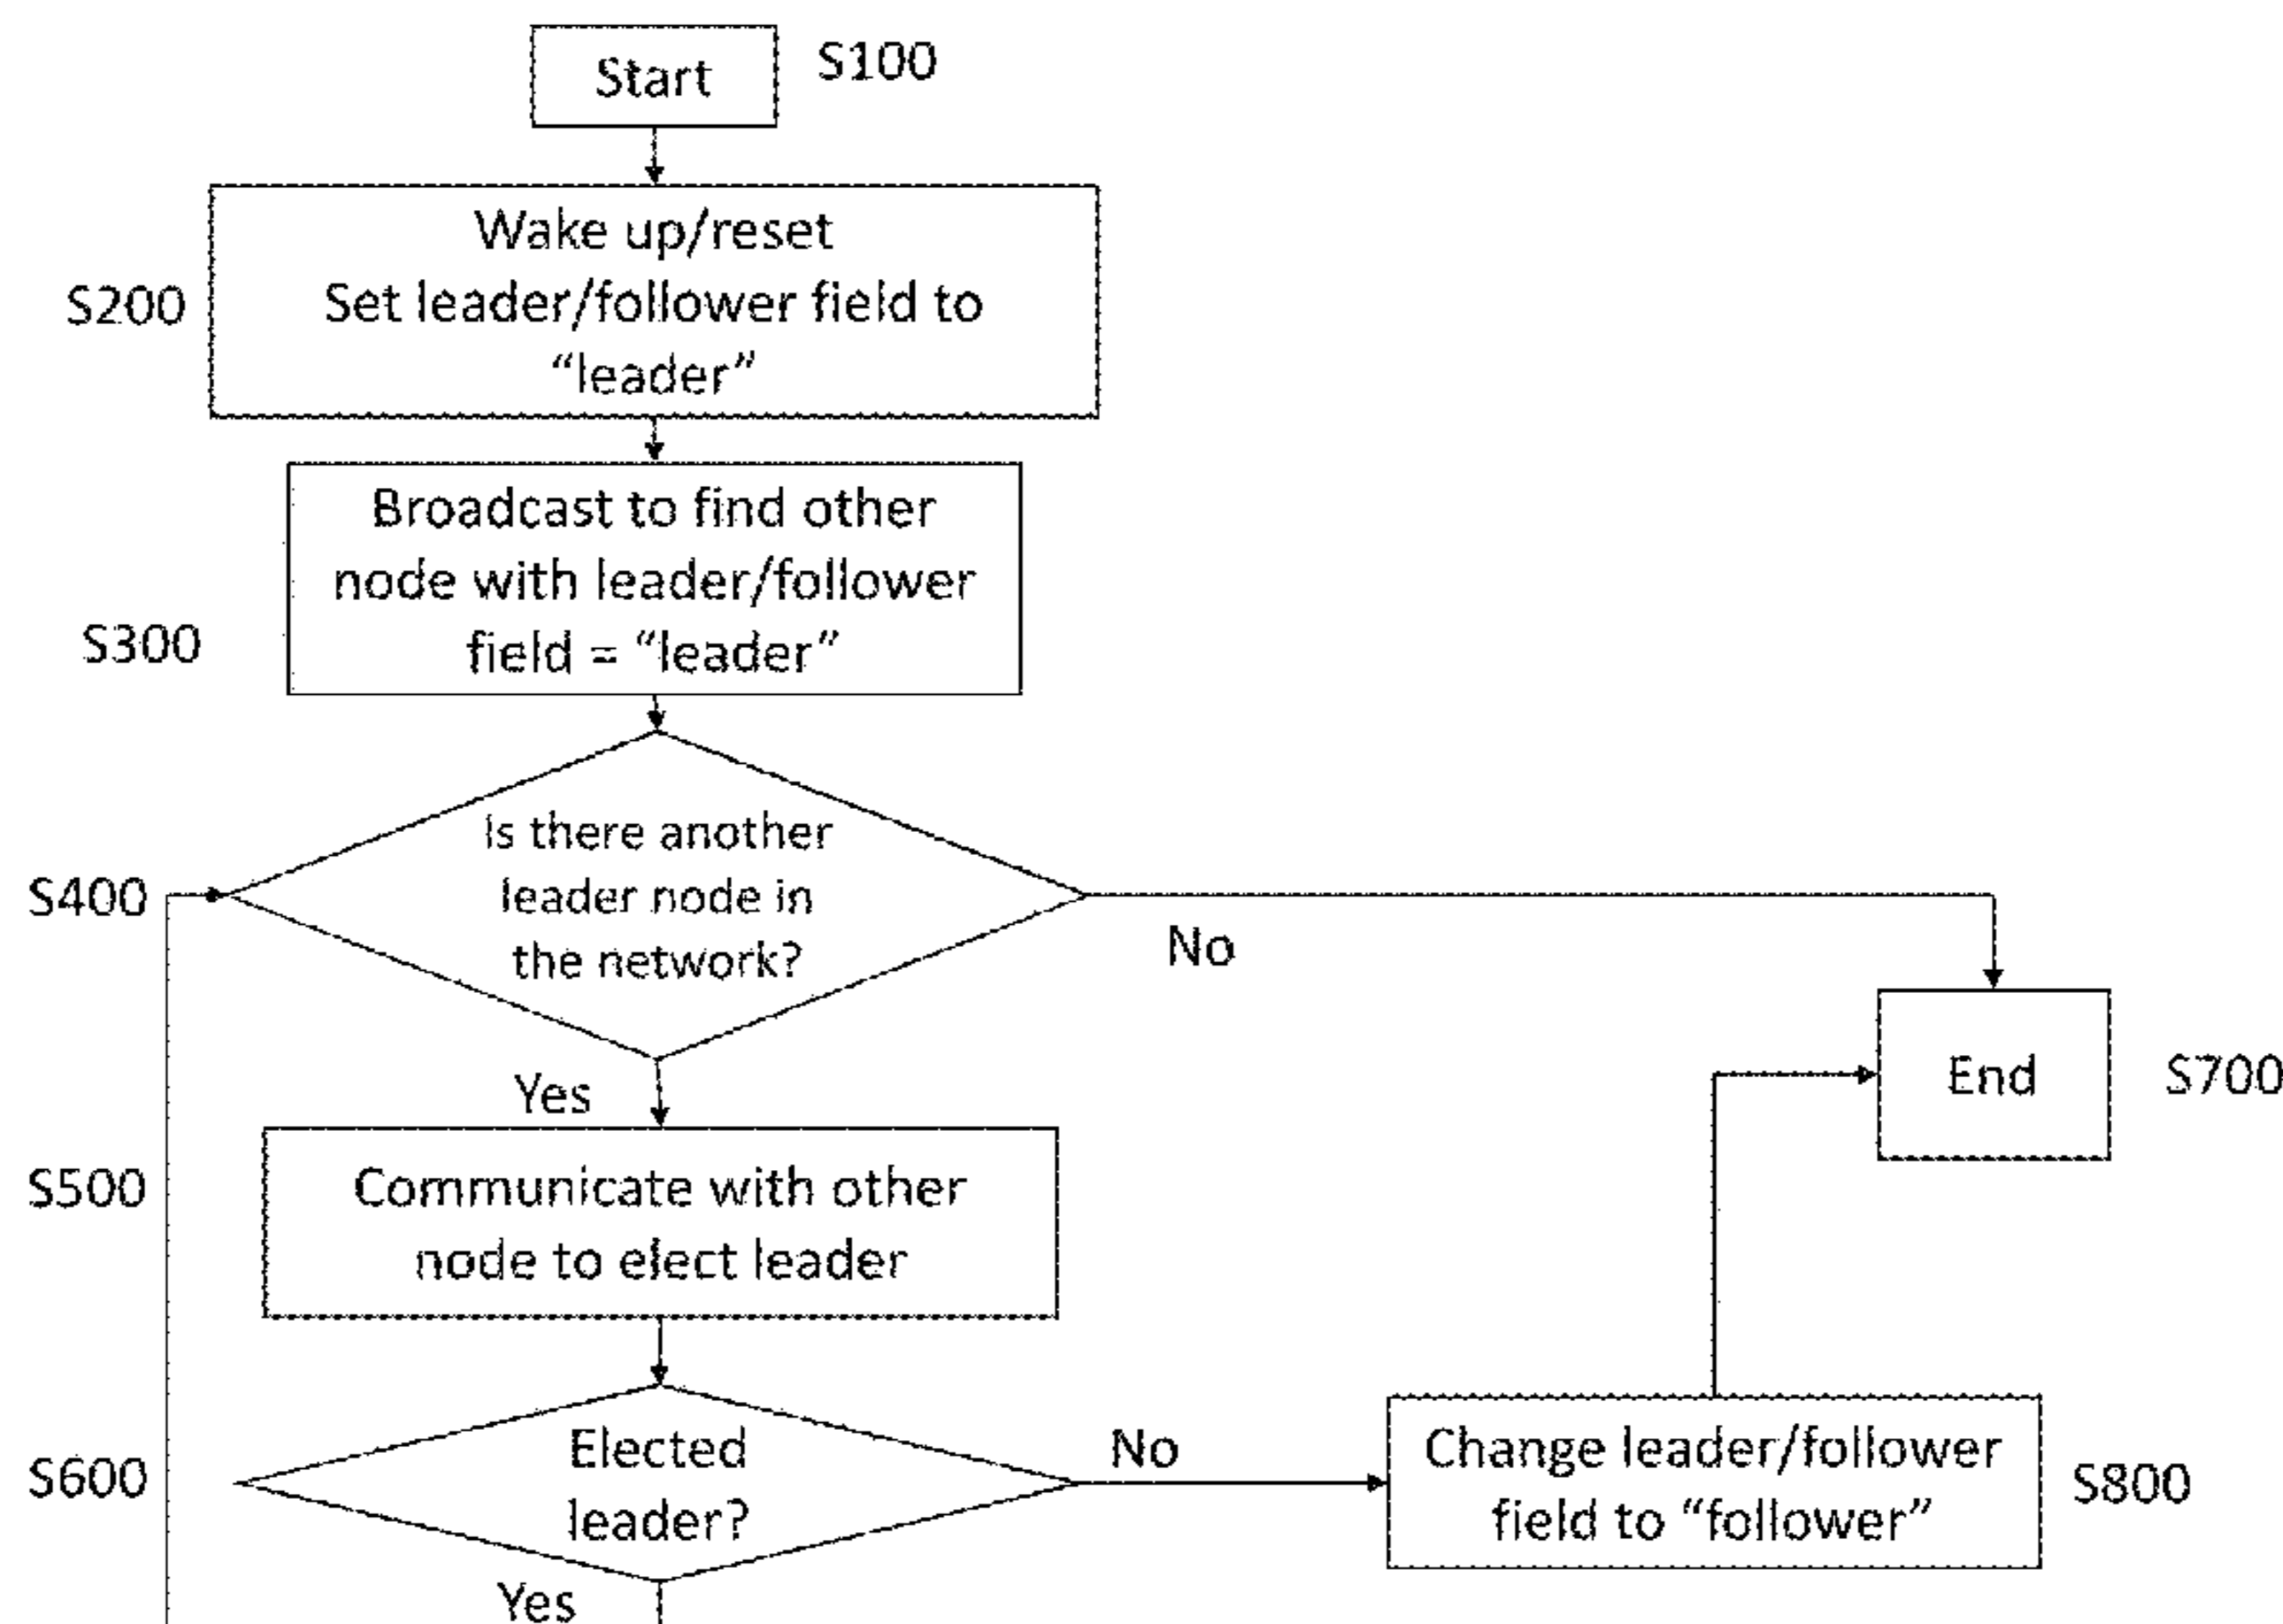 Start
S100
Wake up/reset
Set leader/follower field to
“leader”
S200
Broadcast to find other
node with leader/follower
field = “leader”
S300
Is there another
leader node in
the network?
S400
No
Yes
End
S700
Communicate with other
node to elect leader
S500
Elected
leader?
S600
No
Change leader/follower
field to “follower”
S800
Yes